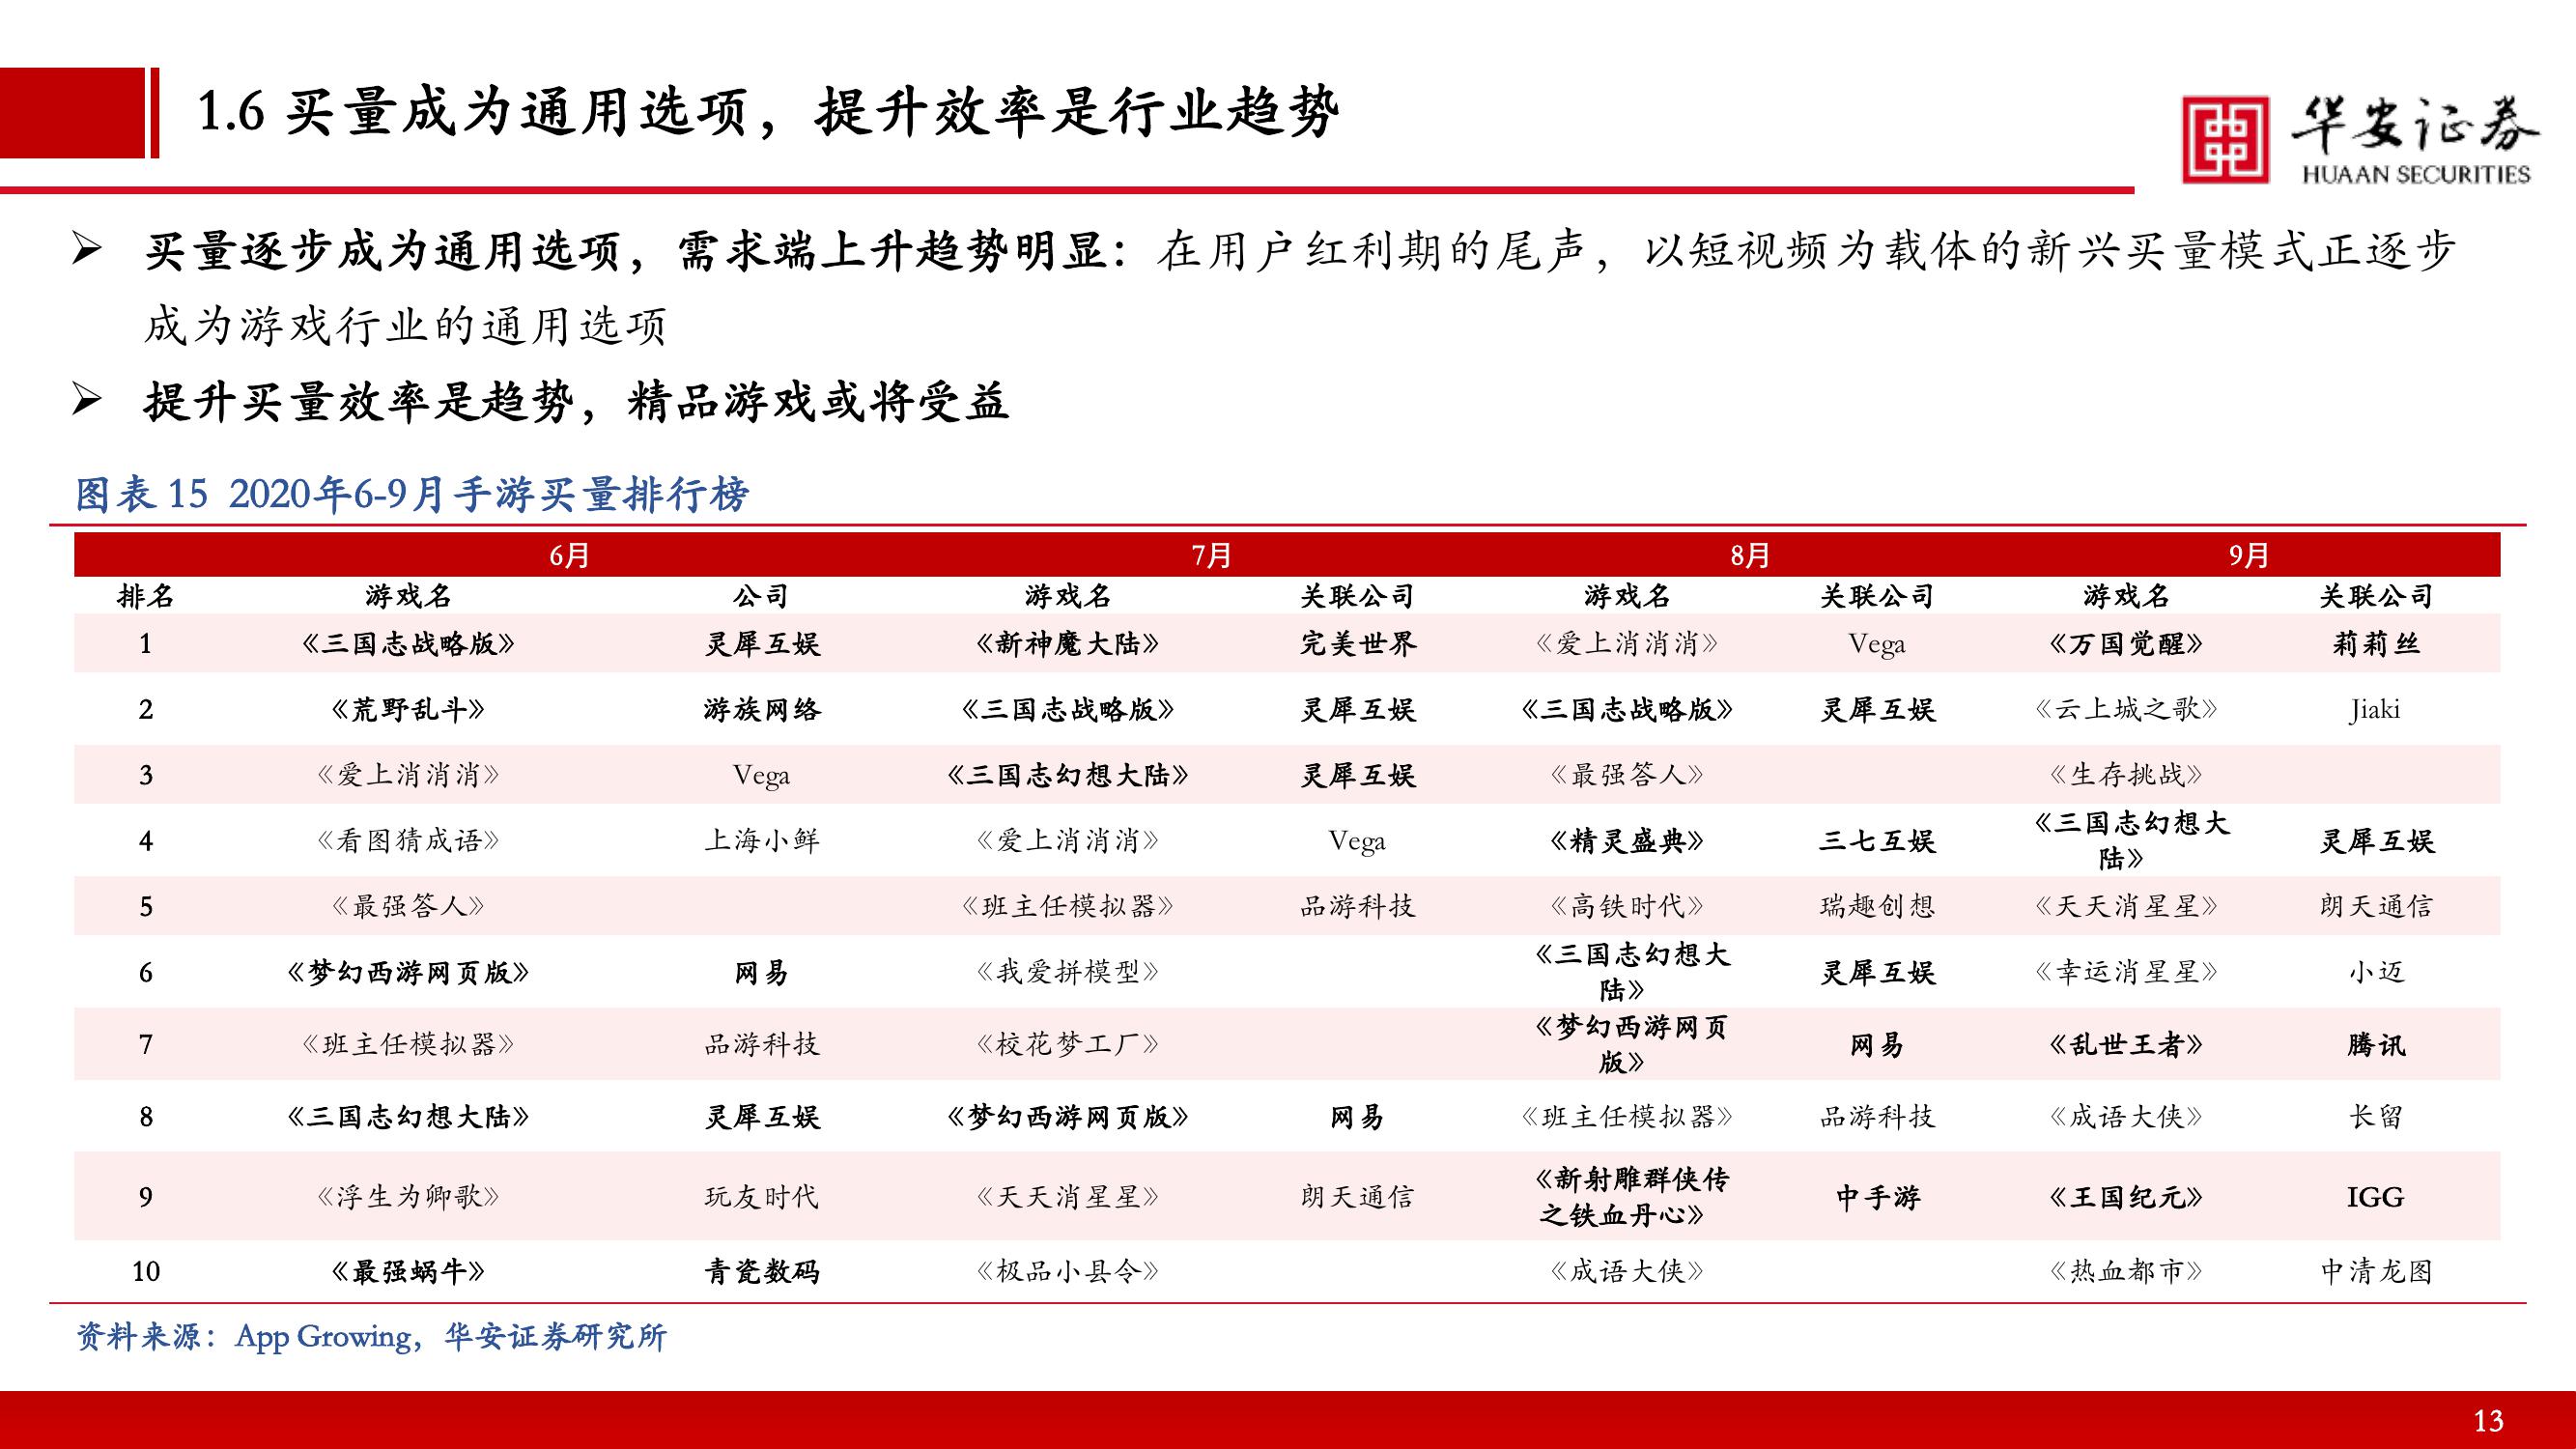 1.6 买量成为通用选项，提升效率是行业趋势
华安证券
HUAAN SECURITIES
➢ 买量逐步成为通用选项，需求端上升趋势明显：在用户红利期的尾声，以短视频为载体的新兴买量模式正逐步
成为游戏行业的通用选项
➢ 提升买量效率是趋势，精品游戏或将受益
图表 15 2020年6-9月手游买量排行榜
6月 7月 8月 9月
排名 游戏名 公司 游戏名 关联公司 游戏名 关联公司 游戏名 关联公司
1 《三国志战略版》 灵犀互娱 《新神魔大陆》 完美世界 《爱上消消消》 Vega 《万国觉醒》 莉莉丝
2 《荒野乱斗》 游族网络 《三国志战略版》 灵犀互娱 《三国志战略版》 灵犀互娱 《云上城之歌》 Jiaki
3 《爱上消消消》 Vega 《三国志幻想大陆》 灵犀互娱 《最强答人》 《生存挑战》
4 《看图猜成语》 上海小鲜 《爱上消消消》 Vega 《精灵盛典》 三七互娱 《三国志幻想大
陆》 灵犀互娱
5 《最强答人》 《班主任模拟器》 品游科技 《高铁时代》 瑞趣创想 《天天消星星》 朗天通信
6 《梦幻西游网页版》 网易 《我爱拼模型》 《三国志幻想大
陆》 灵犀互娱 《幸运消星星》 小迈
7 《班主任模拟器》 品游科技 《校花梦工厂》 《梦幻西游网页
版》 网易 《乱世王者》 腾讯
8 《三国志幻想大陆》 灵犀互娱 《梦幻西游网页版》 网易 《班主任模拟器》 品游科技 《成语大侠》 长留
9 《浮生为卿歌》 玩友时代 《天天消星星》 朗天通信 《新射雕群侠传
之铁血丹心》 中手游 《王国纪元》 IGG
10 《最强蜗牛》 青瓷数码 《极品小县令》 《成语大侠》 《热血都市》 中清龙图
资料来源：App Growing，华安证券研究所
13